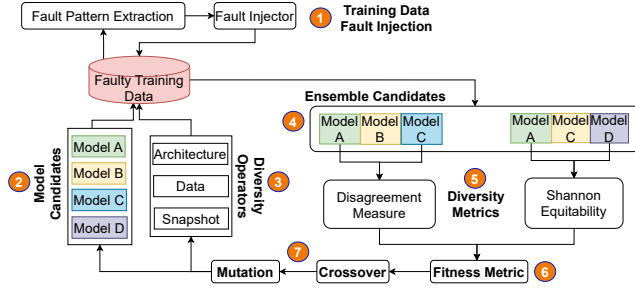 Fault Pattern Extraction
Fault Injector
1
Training Data
Fault Injection
Faulty Training
Data
Ensemble Candidates
4
Model
A
Model
B
Model
C
Model
A
Model
C
Model
D
2
Model
Candidates
Model A
Model B
Model C
Model D
Architecture
Data
Snapshot
Diversity
Operators
3
Disagreement
Measure
5
Diversity
Metrics
Shannon
Equitability
7
Mutation
Crossover
Fitness Metric
6